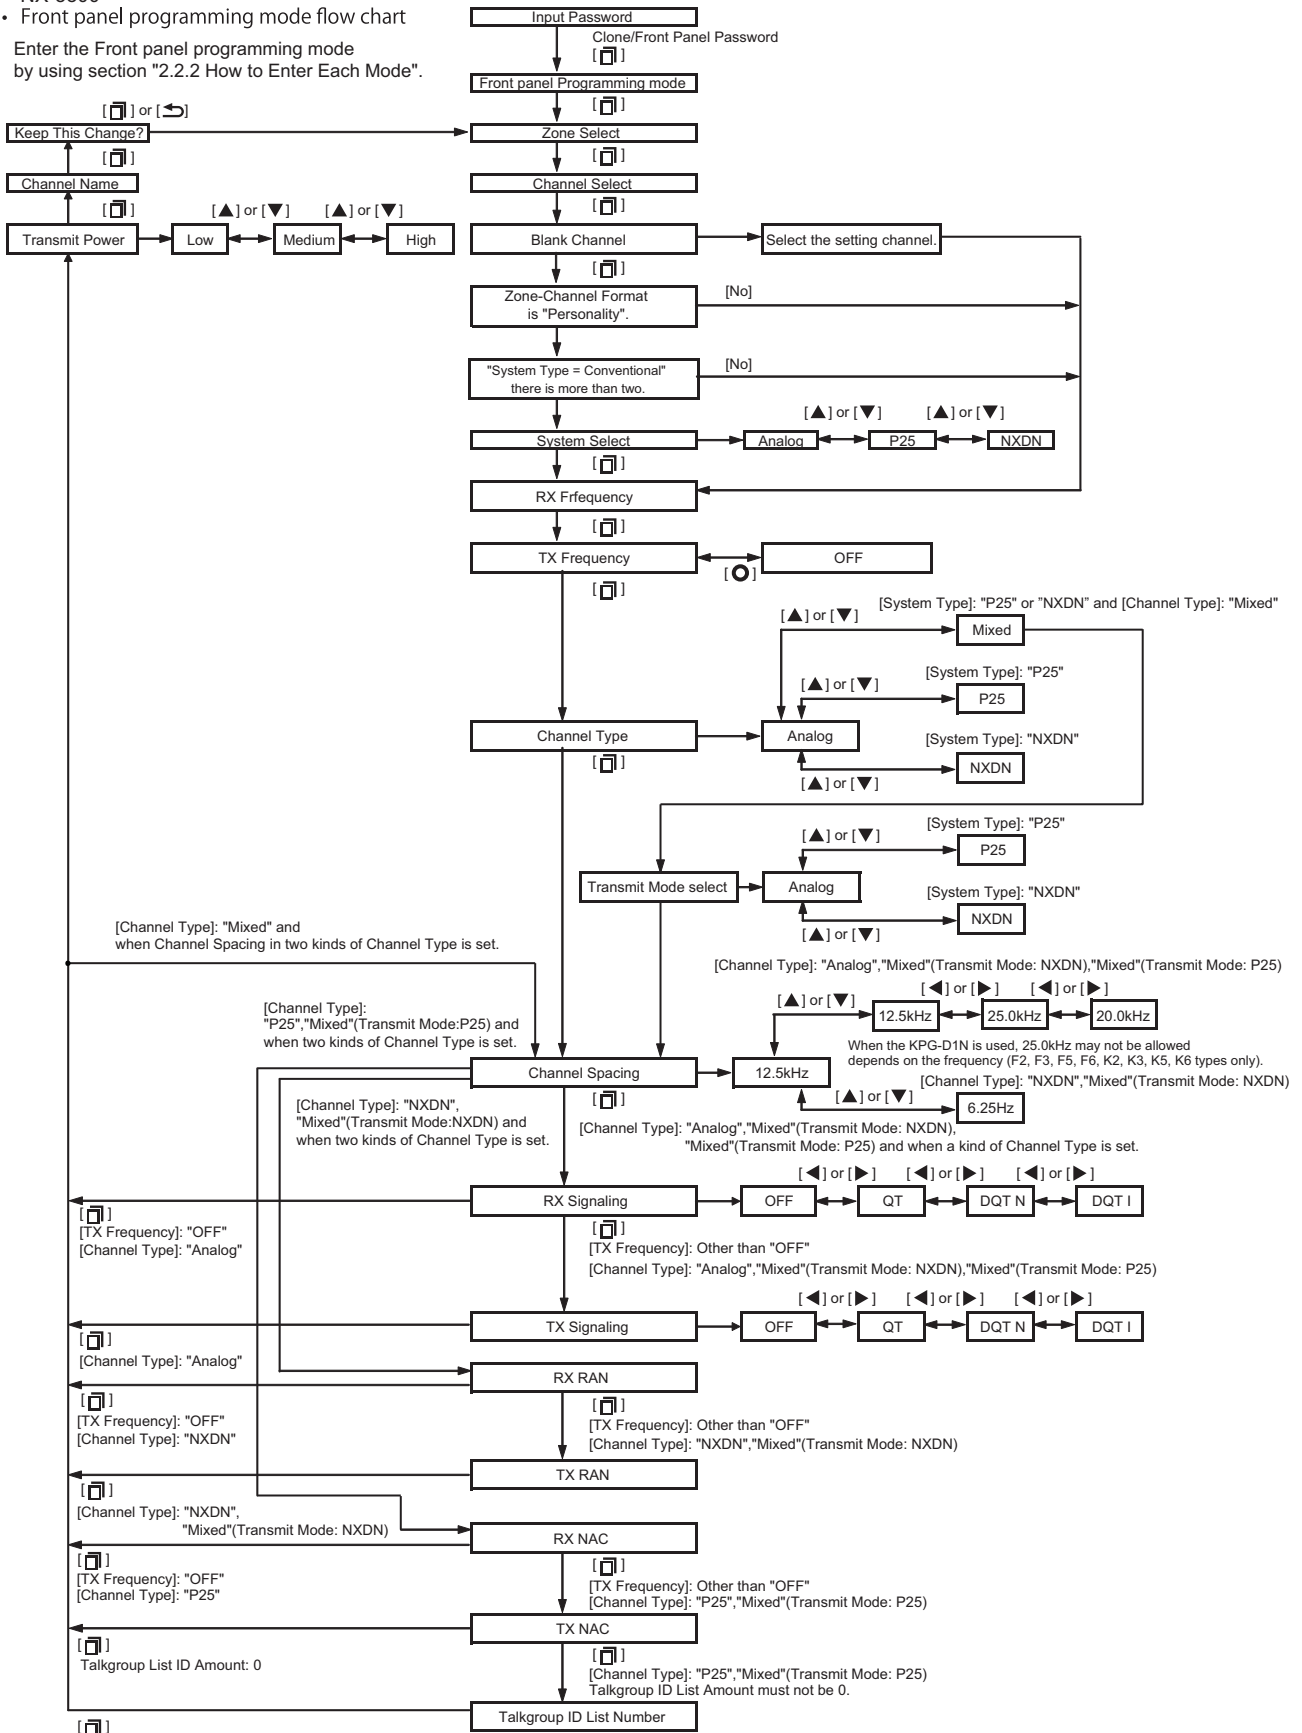 • Front panel programming mode flow chart
Enter the Front panel programming mode
by using section "2.2.2 How to Enter Each Mode".
Input Password
Clone/Front Panel Password
[ ]
Front panel Programming mode
[ ]
[ ] or [ ]
Keep This Change?
Zone Select
[ ]
[ ]
Channel Name
Channel Select
[ ]
[▲] or [▼]
[▲] or [▼]
[ ]
Transmit Power
Low
Medium
High
Blank Channel
Select the setting channel.
[ ]
Zone-Channel Format
is "Personality".
[No]
"System Type = Conventional"
there is more than two.
[No]
[▲] or [▼]
[▲] or [▼]
System Select
Analog
P25
NXDN
[ ]
RX Frfequency
[ ]
TX Frequency
OFF
[ ]
[ ]
[System Type]: "P25" or ”NXDN” and [Channel Type]: "Mixed"
[▲] or [▼]
Mixed
[System Type]: "P25"
[▲] or [▼]
P25
Channel Type
Analog
[System Type]: "NXDN"
[ ]
NXDN
[▲] or [▼]
[System Type]: "P25"
[▲] or [▼]
P25
Transmit Mode select
Analog
[System Type]: "NXDN"
NXDN
[▲] or [▼]
[Channel Type]: "Mixed" and
when Channel Spacing in two kinds of Channel Type is set.
[Channel Type]: "Analog","Mixed"(Transmit Mode: NXDN),"Mixed"(Transmit Mode: P25)
[◀] or [▶]
[◀] or [▶]
[▲] or [▼]
12.5kHz
25.0kHz
20.0kHz
[Channel Type]:
"P25","Mixed"(Transmit Mode:P25) and
when two kinds of Channel Type is set.
When the KPG-D1N is used, 25.0kHz may not be allowed
depends on the frequency (F2, F3, F5, F6, K2, K3, K5, K6 types only).
Channel Spacing
12.5kHz
[Channel Type]: "NXDN","Mixed"(Transmit Mode: NXDN)
[ ]
[▲] or [▼]
6.25Hz
[Channel Type]: "NXDN",
"Mixed"(Transmit Mode:NXDN) and
when two kinds of Channel Type is set.
[Channel Type]: "Analog","Mixed"(Transmit Mode: NXDN),
"Mixed"(Transmit Mode: P25) and when a kind of Channel Type is set.
[◀] or [▶]
[◀] or [▶]
[◀] or [▶]
RX Signaling
OFF
QT
DQT N
DQT I
[ ]
[TX Frequency]: "OFF"
[Channel Type]: "Analog"
[ ]
[TX Frequency]: Other than "OFF"
[Channel Type]: "Analog","Mixed"(Transmit Mode: NXDN),"Mixed"(Transmit Mode: P25)
[◀] or [▶]
[◀] or [▶]
[◀] or [▶]
TX Signaling
OFF
QT
DQT N
DQT I
[ ]
[Channel Type]: "Analog"
RX RAN
[ ]
[TX Frequency]: "OFF"
[Channel Type]: "NXDN"
[ ]
[TX Frequency]: Other than "OFF"
[Channel Type]: "NXDN","Mixed"(Transmit Mode: NXDN)
TX RAN
[ ]
[Channel Type]: "NXDN",
"Mixed"(Transmit Mode: NXDN)
RX NAC
[ ]
[TX Frequency]: "OFF"
[Channel Type]: "P25"
[ ]
[TX Frequency]: Other than "OFF"
[Channel Type]: "P25","Mixed"(Transmit Mode: P25)
TX NAC
[ ]
Talkgroup List ID Amount: 0
[ ]
[Channel Type]: "P25","Mixed"(Transmit Mode: P25)
Talkgroup ID List Amount must not be 0.
Talkgroup ID List Number
[ ]